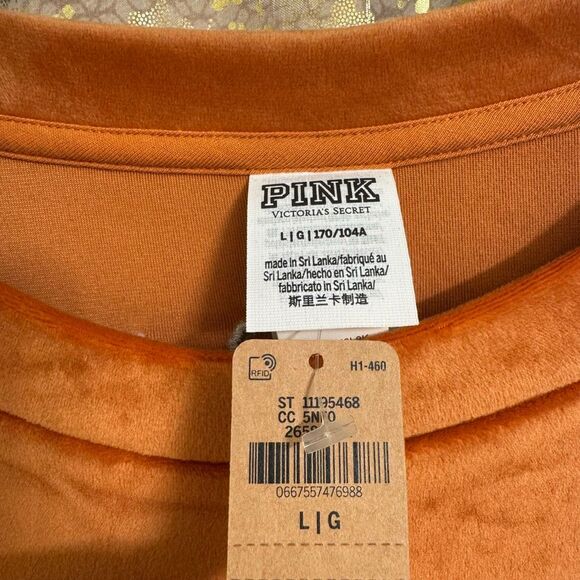 PINK
VICTORIA'S SECRET
L | G | 170/104A
made in Sri Lanka/fabriqué au
Sri Lanka/hecho en Sri Lanka/
fabbricato in Sri Lanka
斯里兰卡制造
RFID
H1-460
ST 11195468
CC
0667557476988
L | G